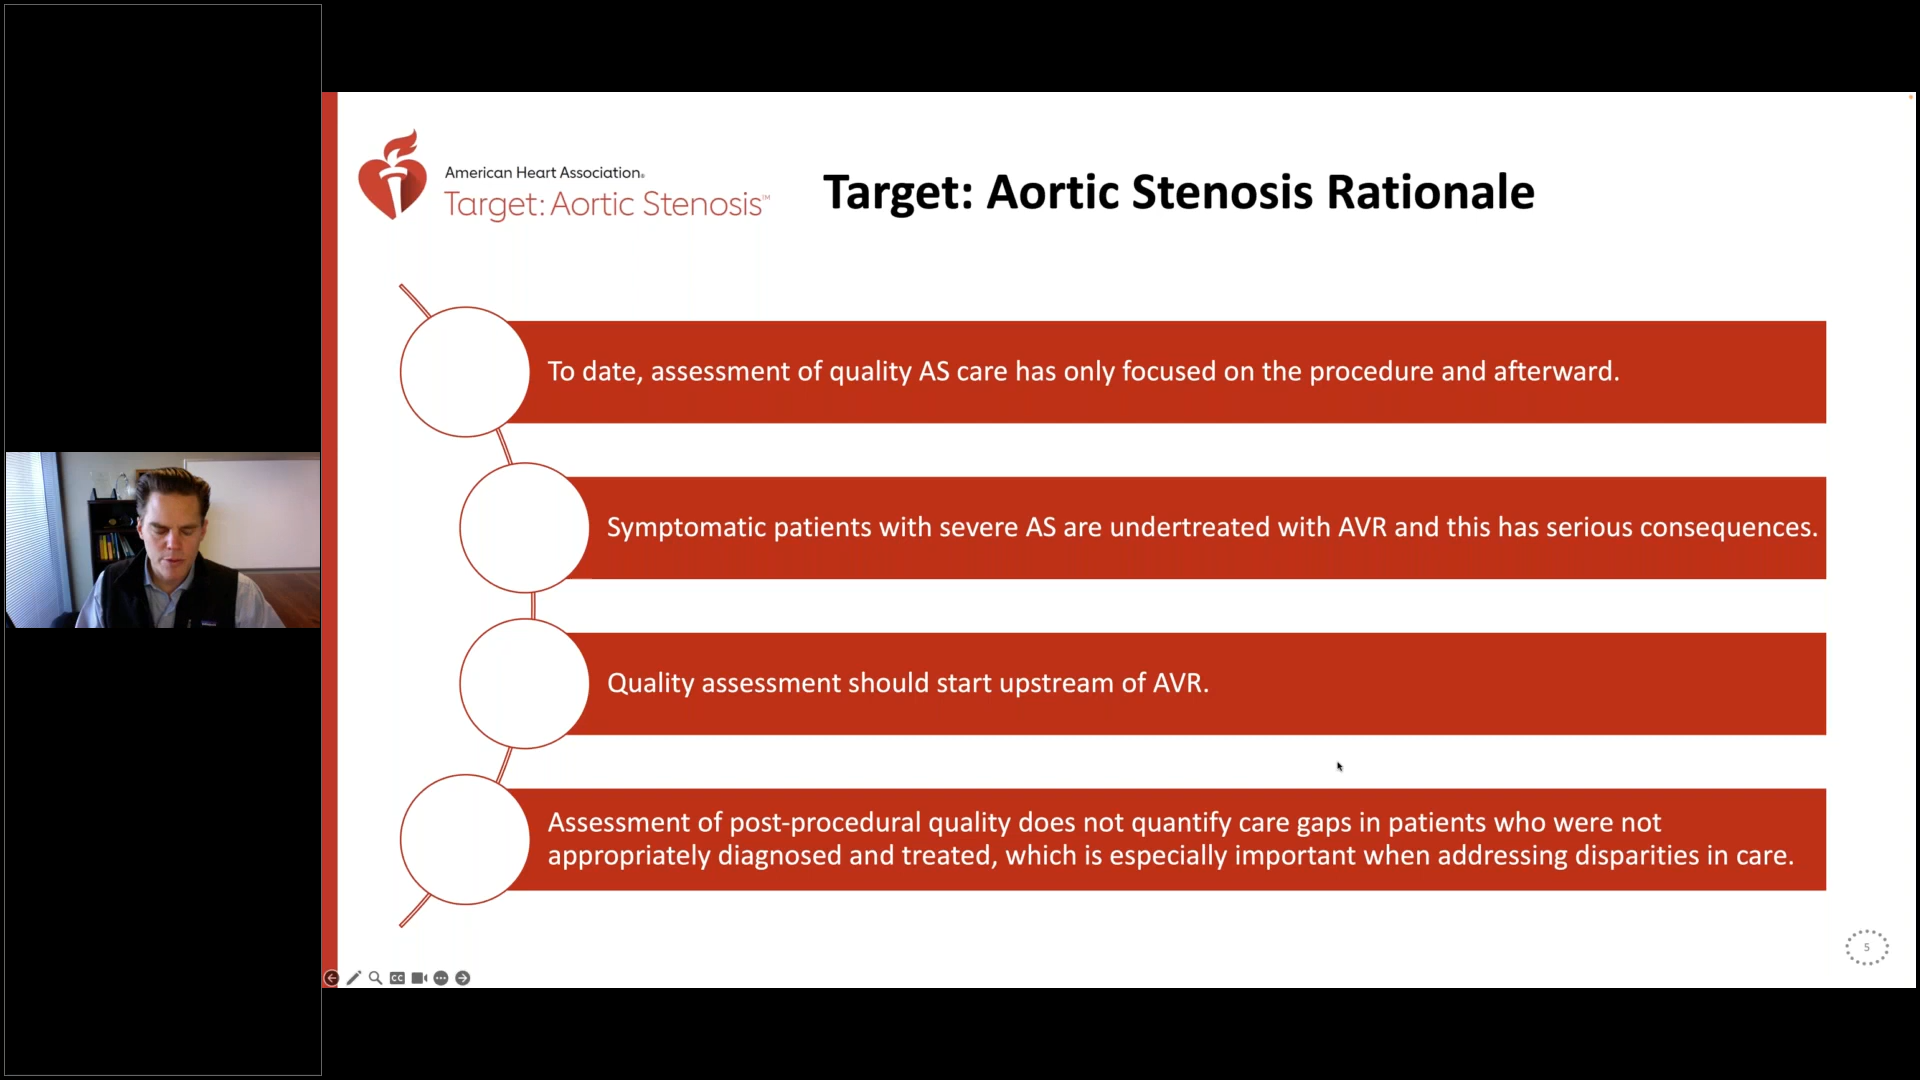 American Heart Association®
Target: Aortic Stenosis™
Target: Aortic Stenosis Rationale
To date, assessment of quality AS care has only focused on the procedure and afterward.
Symptomatic patients with severe AS are undertreated with AVR and this has serious consequences.
Quality assessment should start upstream of AVR.
Assessment of post-procedural quality does not quantify care gaps in patients who were not
appropriately diagnosed and treated, which is especially important when addressing disparities in care.
5
CC